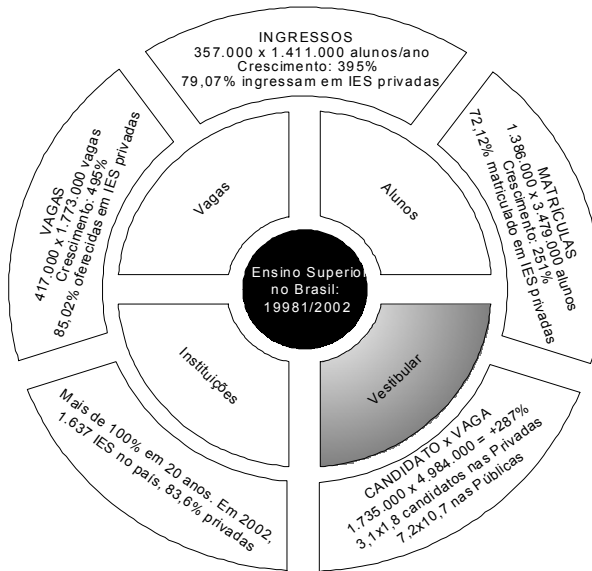 INGRESSOS
357.000 x 1.411.000 alunos/ano
Crescimento: 395%
79,07% ingressam em IES privadas
MATRÍCULAS
1.386.000 x 3.479.000 alunos
Crescimento: 251%
72,12% matriculado em IES privadas
VAGAS
417.000 x 1.773.000 vagas
Crescimento: 495%
85,02% oferecidas em IES privadas
Vagas
Alunos
Ensino Superior
no Brasil:
19981/2002
Instituições
Vestibular
Mais de 100% em 20 anos. Em 2002,
1.637 IES no país, 83,6% privadas
CANDIDATO x VAGA
1.735.000 x 4.984.000 = +287%
3,1x1,8 candidatos nas Privadas
7,2x10,7 nas Públicas